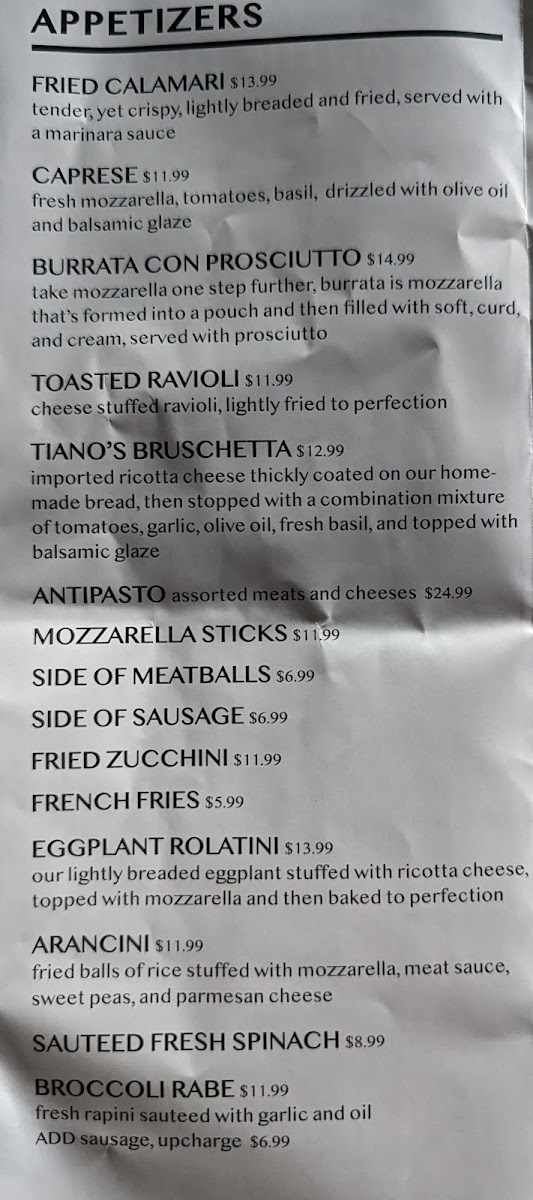 APPETIZERS
FRIED CALAMARI $13.99
tender, yet crispy, lightly breaded and fried, served with
a marinara sauce
CAPRESE $11.99
fresh mozzarella, tomatoes, basil, drizzled with olive oil
and balsamic glaze
BURRATA CON PROSCIUTTO $14.99
take mozzarella one step further, burrata is mozzarella
that's formed into a pouch and then filled with soft, curd,
and cream, served with prosciutto
TOASTED RAVIOLI $11.99
cheese stuffed ravioli, lightly fried to perfection
TIANO'S BRUSCHETTA $12.99
imported ricotta cheese thickly coated on our home-
made bread, then stopped with a combination mixture
of tomatoes, garlic, olive oil, fresh basil, and topped with
balsamic glaze
ANTIPASTO assorted meats and cheeses $24.99
MOZZARELLA STICKS $11.99
SIDE OF MEATBALLS $6.99
SIDE OF SAUSAGE $6.99
FRIED ZUCCHINI $11.99
FRENCH FRIES $5.99
EGGPLANT ROLATINI $13.99
our lightly breaded eggplant stuffed with ricotta cheese,
topped with mozzarella and then baked to perfection
ARANCINI $11.99
fried balls of rice stuffed with mozzarella, meat sauce,
sweet peas, and parmesan cheese
SAUTEED FRESH SPINACH $8.99
BROCCOLI RABE $11.99
fresh rapini sauteed with garlic and oil
ADD sausage, upcharge $6.99